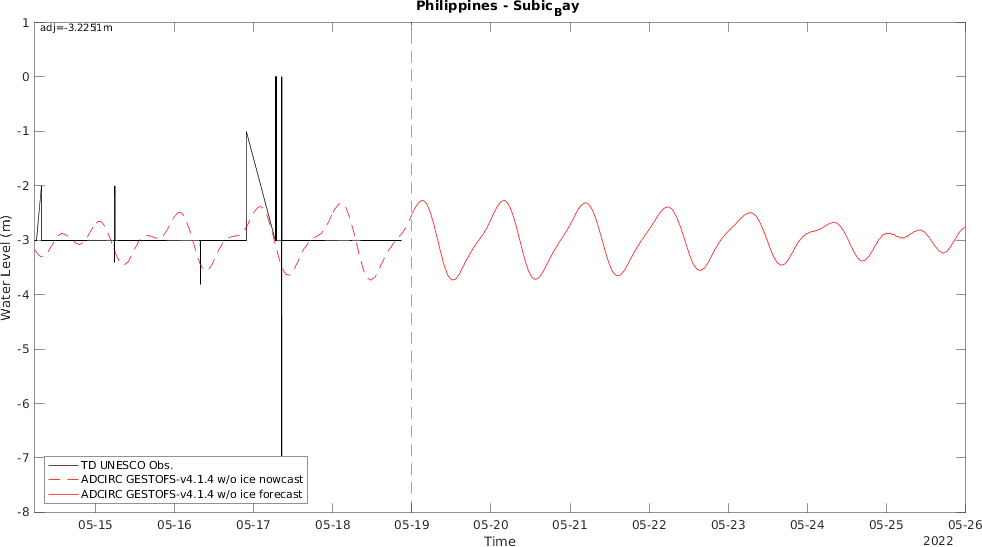 Philippines - Subic_Bay
adj=-3.2251m
1
0
-1
-2
-3
-4
-5
-6
-7
-8
Water Level (m)
TD UNESCO Obs.
ADCIRC GESTOFS-v4.1.4 w/o ice nowcast
ADCIRC GESTOFS-v4.1.4 w/o ice forecast
05-15 05-16 05-17 05-18 05-19 05-20 05-21 05-22 05-23 05-24 05-25 05-26
Time
2022